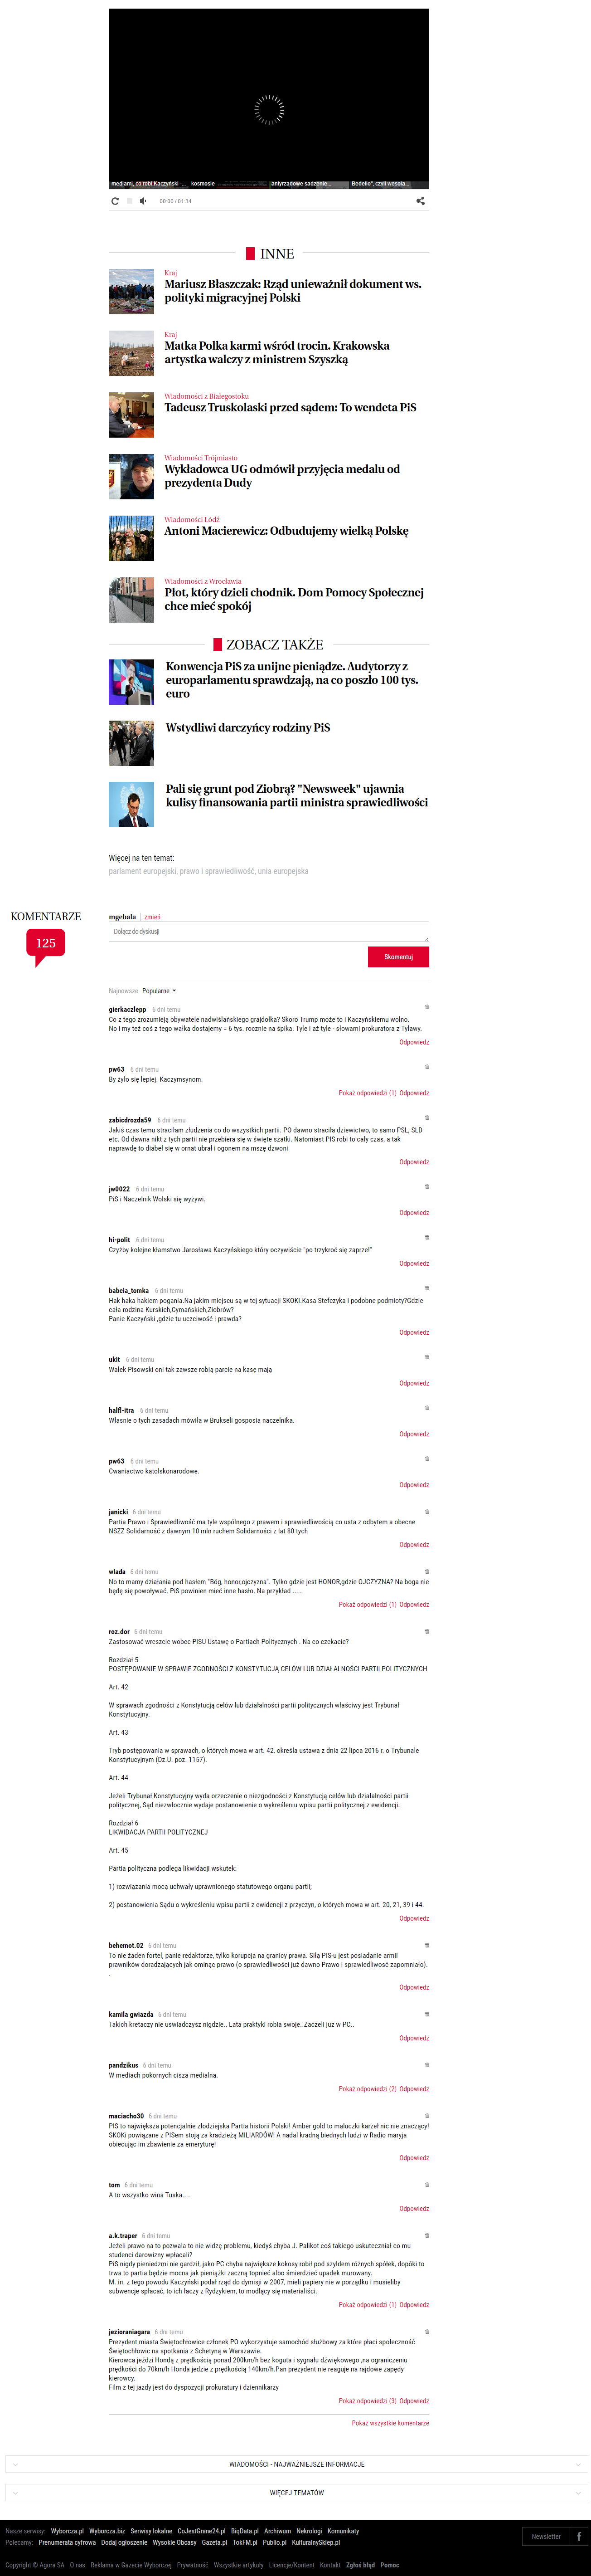 mediami, co robi Kaczyński -...
kosmosie
antyrządowe sadzenie...
Bedelio", czyli wesoła...
00:00 / 01:34
INNE
Kraj
Mariusz Błaszczak: Rząd unieważnił dokument ws.
polityki migracyjnej Polski
Kraj
Matka Polka karmi wśród trocin. Krakowska
artystka walczy z ministrem Szyszką
Wiadomości z Białegostoku
Tadeusz Truskolaski przed sądem: To wendeta PiS
Wiadomości Trójmiasto
Wykładowca UG odmówił przyjęcia medalu od
prezydenta Dudy
Wiadomości Łódź
Antoni Macierewicz: Odbudujemy wielką Polskę
Wiadomości z Wrocławia
Płot, który dzieli chodnik. Dom Pomocy Społecznej
chce mieć spokój
ZOBACZ TAKŻE
Konwencja PiS za unijne pieniądze. Audytorzy z
europarlamentu sprawdzają, na co poszło 100 tys.
euro
Wstydliwi darczyńcy rodziny PiS
Pali się grunt pod Ziobrą? "Newsweek" ujawnia
kulisy finansowania partii ministra sprawiedliwości
Więcej na ten temat:
parlament europejski, prawo i sprawiedliwość, unia europejska
KOMENTARZE
125
mgebala | zmień
Dołącz do dyskusji
Skomentuj
Najnowsze Popularne
gierkaczlepp 6 dni temu
Co z tego zrozumieją obywatele nadwiślańskiego grajdołka? Skoro Trump może to i Kaczyńskiemu wolno.
No i my też coś z tego wałka dostajemy = 6 tys. rocznie na śpika. Tyle i aż tyle - słowami prokuratora z Tylawy.
Odpowiedz
pw63 6 dni temu
By żyło się lepiej. Kaczymsynom.
Pokaż odpowiedzi (1) Odpowiedz
zabicdrozda59 6 dni temu
Jakiś czas temu straciłam złudzenia co do wszystkich partii. PO dawno straciła dziewictwo, to samo PSL, SLD
etc. Od dawna nikt z tych partii nie przebiera się w święte szatki. Natomiast PIS robi to cały czas, a tak
naprawdę to diabeł się w ornat ubrał i ogonem na mszę dzwoni
Odpowiedz
jw0022 6 dni temu
PiS i Naczelnik Wolski się wyżywi.
Odpowiedz
hi-polit 6 dni temu
Czyżby kolejne kłamstwo Jarosława Kaczyńskiego który oczywiście "po trzykroć się zaprze!"
Odpowiedz
babcia_tomka 6 dni temu
Hak haka hakiem pogania.Na jakim miejscu są w tej sytuacji SKOKi.Kasa Stefczyka i podobne podmioty?Gdzie
cała rodzina Kurskich,Cymańskich,Ziobrów?
Panie Kaczyński ,gdzie tu uczciwość i prawda?
Odpowiedz
ukit 6 dni temu
Wałek Pisowski oni tak zawsze robią parcie na kasę mają
Odpowiedz
halfl-itra 6 dni temu
Własnie o tych zasadach mówiła w Brukseli gosposia naczelnika.
Odpowiedz
pw63 6 dni temu
Cwaniactwo katolskonarodowe.
Odpowiedz
janicki 6 dni temu
Partia Prawo i Sprawiedliwość ma tyle wspólnego z prawem i sprawiedliwością co usta z odbytem a obecne
NSZZ Solidarność z dawnym 10 mln ruchem Solidarności z lat 80 tych
Odpowiedz
wlada 6 dni temu
No to mamy działania pod hasłem "Bóg, honor,ojczyzna". Tylko gdzie jest HONOR,gdzie OJCZYZNA? Na boga nie
będę się powoływać. PiS powinien mieć inne hasło. Na przykład .....
Pokaż odpowiedzi (1) Odpowiedz
roz.dor 6 dni temu
Zastosować wreszcie wobec PISU Ustawę o Partiach Politycznych . Na co czekacie?
Rozdział 5
POSTĘPOWANIE W SPRAWIE ZGODNOŚCI Z KONSTYTUCJĄ CELÓW LUB DZIAŁALNOŚCI PARTII POLITYCZNYCH
Art. 42
W sprawach zgodności z Konstytucją celów lub działalności partii politycznych właściwy jest Trybunał
Konstytucyjny.
Art. 43
Tryb postępowania w sprawach, o których mowa w art. 42, określa ustawa z dnia 22 lipca 2016 r. o Trybunale
Konstytucyjnym (Dz.U. poz. 1157).
Art. 44
Jeżeli Trybunał Konstytucyjny wyda orzeczenie o niezgodności z Konstytucją celów lub działalności partii
politycznej, Sąd niezwłocznie wydaje postanowienie o wykreśleniu wpisu partii politycznej z ewidencji.
Rozdział 6
LIKWIDACJA PARTII POLITYCZNEJ
Art. 45
Partia polityczna podlega likwidacji wskutek:
1) rozwiązania mocą uchwały uprawnionego statutowego organu partii;
2) postanowienia Sądu o wykreśleniu wpisu partii z ewidencji z przyczyn, o których mowa w art. 20, 21, 39 i 44.
Odpowiedz
behemot.02 6 dni temu
To nie żaden fortel, panie redaktorze, tylko korupcja na granicy prawa. Siłą PIS-u jest posiadanie armii
prawników doradzających jak ominąc prawo (o sprawiedliwości już dawno Prawo i sprawiedliwosć zapomniało).
.
Odpowiedz
kamila gwiazda 6 dni temu
Takich kretaczy nie uswiadczysz nigdzie.. Lata praktyki robia swoje..Zaczeli juz w PC..
Odpowiedz
pandzikus 6 dni temu
W mediach pokornych cisza medialna.
Pokaż odpowiedzi (2) Odpowiedz
maciacho30 6 dni temu
PIS to największa potencjalnie złodziejska Partia historii Polski! Amber gold to maluczki karzeł nic nie znaczący!
SKOKi powiązane z PISem stoją za kradzieżą MILIARDÓW! A nadal kradną biednych ludzi w Radio maryja
obiecując im zbawienie za emeryturę!
Odpowiedz
tom 6 dni temu
A to wszystko wina Tuska....
Odpowiedz
a.k.traper 6 dni temu
Jeżeli prawo na to pozwala to nie widzę problemu, kiedyś chyba J. Palikot coś takiego uskuteczniał co mu
studenci darowizny wpłacali?
PiS nigdy pieniedzmi nie gardził, jako PC chyba największe kokosy robił pod szyldem różnych spółek, dopóki to
trwa to partia będzie mocna jak pieniążki zaczną topnieć albo śmierdzieć upadek murowany.
M. in. z tego powodu Kaczyński podał rząd do dymisji w 2007, mieli papiery nie w porządku i musieliby
subwencje spłacać, to ich łaczy z Rydzykiem, to modlący się materialiści.
Pokaż odpowiedzi (1) Odpowiedz
jezioraniagara 6 dni temu
Prezydent miasta Świętochłowice członek PO wykorzystuje samochód służbowy za które płaci społeczność
Świętochłowic na spotkania z Schetyną w Warszawie.
Kierowca jeździ Hondą z prędkością ponad 200km/h bez koguta i sygnału dźwiękowego ,na ograniczeniu
prędkości do 70km/h Honda jedzie z prędkością 140km/h.Pan prezydent nie reaguje na rajdowe zapędy
kierowcy.
Film z tej jazdy jest do dyspozycji prokuratury i dziennikarzy
Pokaż odpowiedzi (3) Odpowiedz
Pokaż wszystkie komentarze
WIADOMOŚCI - NAJWAŻNIEJSZE INFORMACJE
WIĘCEJ TEMATÓW
Nasze serwisy: Wyborcza.pl Wyborcza.biz Serwisy lokalne CoJestGrane24.pl BiqData.pl Archiwum Nekrologi Komunikaty
Polecamy: Prenumerata cyfrowa Dodaj ogłoszenie Wysokie Obcasy Gazeta.pl TokFM.pl Publio.pl KulturalnySklep.pl
Newsletter
Copyright © Agora SA O nas Reklama w Gazecie Wyborczej Prywatność Wszystkie artykuły Licencje/Kontent Kontakt Zgłoś błąd Pomoc